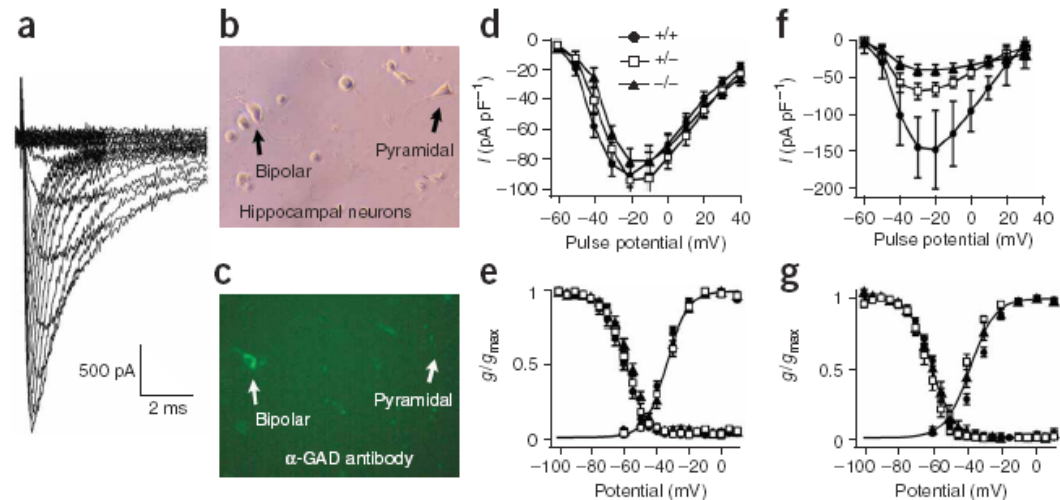 a
500 pA
2 ms
b
Bipolar
Pyramidal
Hippocampal neurons
c
Bipolar
Pyramidal
α-GAD antibody
d
0
−20
−40
−60
−80
−100
I (pA pF⁻¹)
+/+
+/−
−/−
−60 −40 −20 0 20 40
Pulse potential (mV)
e
1
0.5
0
g/gmax
−100 −80 −60 −40 −20 0
Potential (mV)
f
0
−50
−100
−150
−200
I (pA pF⁻¹)
−60 −40 −20 0 20 40
Pulse potential (mV)
g
1
0.5
0
g/gmax
−100 −80 −60 −40 −20 0
Potential (mV)